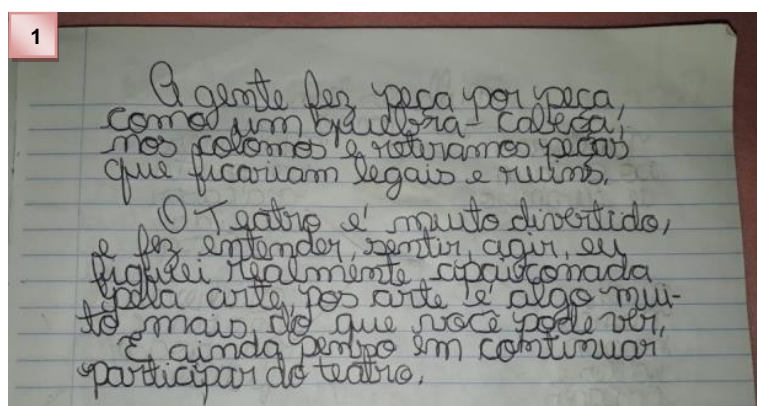 1
A gente fez peça por peça,
como um quebra-cabeça,
nos colomos e retiramos peças
que ficariam legais e ruins.
O Teatro é muito divertido,
e fez entender, sentir, agir, eu
fiquei realmente apaixonada
pela arte, pos arte é algo mui-
to mais do que você pode ver,
E ainda penso em continuar
participar do teatro.